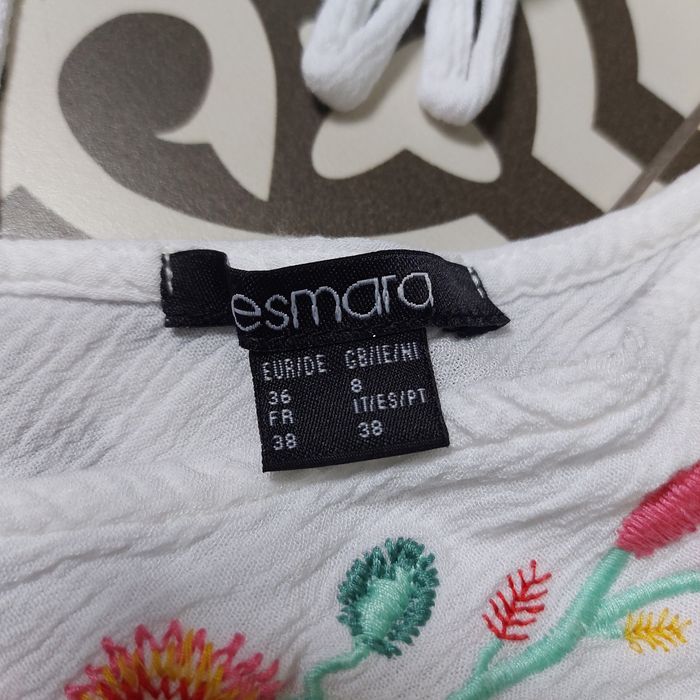 esmara
EUR/DE GB/IE/NI
36 8
FR IT/ES/PT
38 38